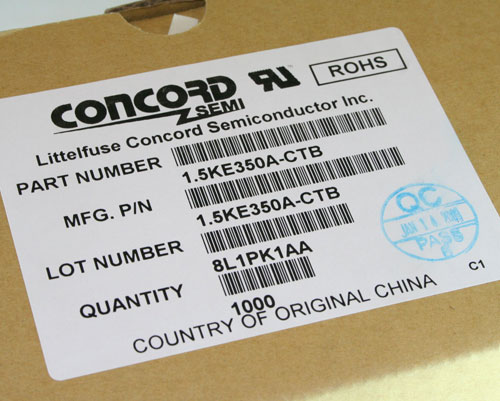 CONCORD
SEMI
ROHS
Littelfuse Concord Semiconductor Inc.
PART NUMBER
1.5KE350A-CTB
MFG. P/N
1.5KE350A-CTB
LOT NUMBER
8L1PK1AA
QUANTITY
1000
COUNTRY OF ORIGINAL CHINA
C1
QC
JAN
PASS